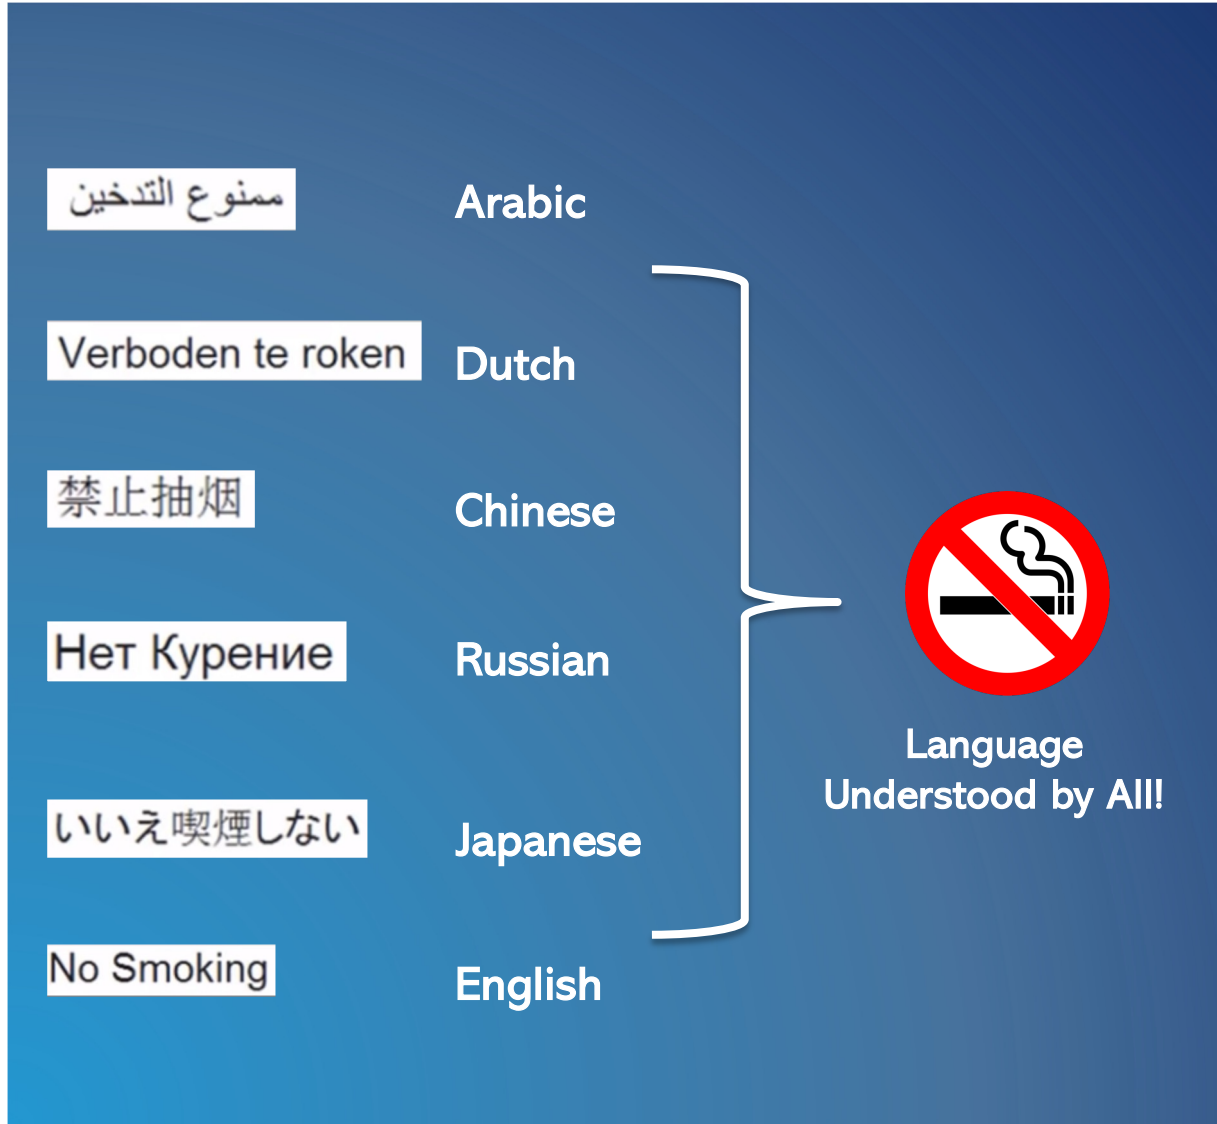 ممنوع التدخين
Arabic
Verboden te roken
Dutch
禁止抽烟
Chinese
Нет Курение
Russian
いいえ喫煙しない
Japanese
No Smoking
English
Language
Understood by All!